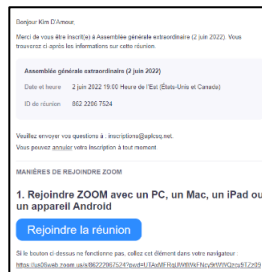 Bonjour Kim D'Amour,
Merci de vous être inscrit(e) à Assemblée générale extraordinaire (2 juin 2022). Vous
trouverez ci-après les informations sur cette réunion.
Assemblée générale extraordinaire (2 juin 2022)
Date et heure 2 juin 2022 19:00 Heure de l'Est (États-Unis et Canada)
ID de réunion 862 2206 7524
Veuillez envoyer vos questions à : inscriptions@aplcsq.net.
Vous pouvez annuler votre inscription à tout moment.
MANIÈRES DE REJOINDRE ZOOM
1. Rejoindre ZOOM avec un PC, un Mac, un iPad ou
un appareil Android
Rejoindre la réunion
Si le bouton ci-dessus ne fonctionne pas, collez cet élément dans votre navigateur :